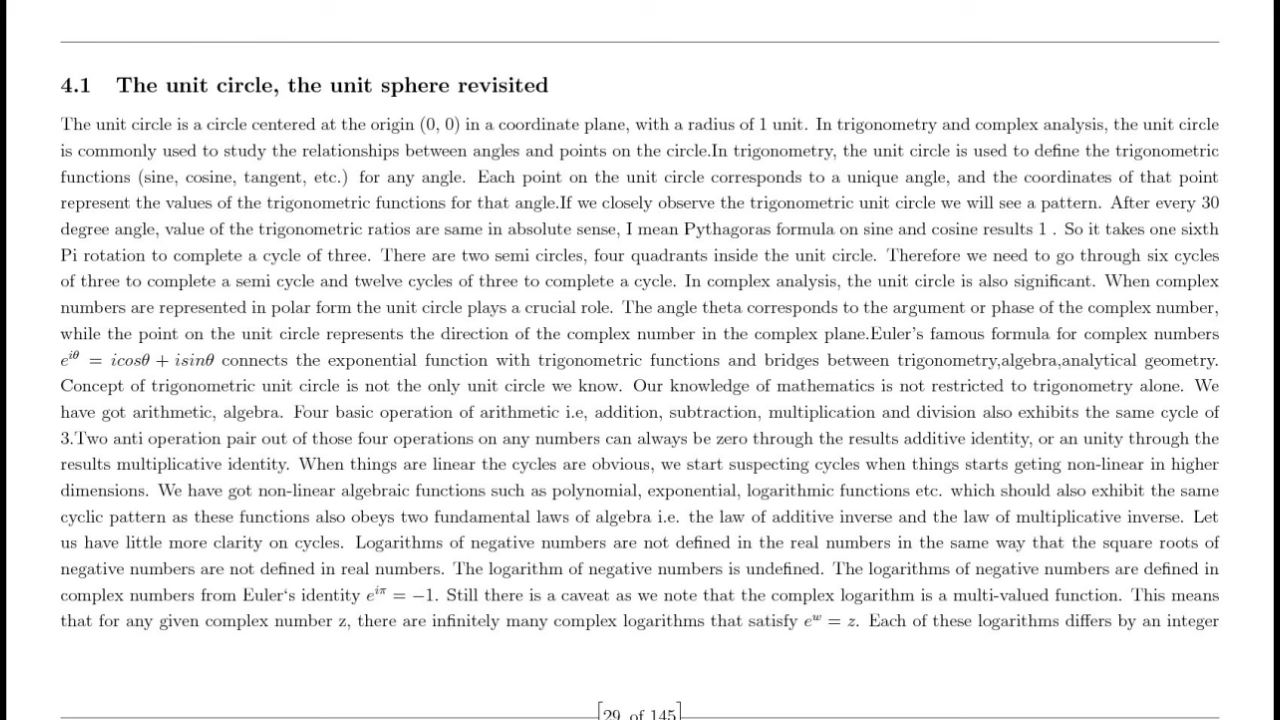 4.1 The unit circle, the unit sphere revisited
The unit circle is a circle centered at the origin (0, 0) in a coordinate plane, with a radius of 1 unit. In trigonometry and complex analysis, the unit circle
is commonly used to study the relationships between angles and points on the circle.In trigonometry, the unit circle is used to define the trigonometric
functions (sine, cosine, tangent, etc.) for any angle. Each point on the unit circle corresponds to a unique angle, and the coordinates of that point
represent the values of the trigonometric functions for that angle.If we closely observe the trigonometric unit circle we will see a pattern. After every 30
degree angle, value of the trigonometric ratios are same in absolute sense, I mean Pythagoras formula on sine and cosine results 1 . So it takes one sixth
Pi rotation to complete a cycle of three. There are two semi circles, four quadrants inside the unit circle. Therefore we need to go through six cycles
of three to complete a semi cycle and twelve cycles of three to complete a cycle. In complex analysis, the unit circle is also significant. When complex
numbers are represented in polar form the unit circle plays a crucial role. The angle theta corresponds to the argument or phase of the complex number,
while the point on the unit circle represents the direction of the complex number in the complex plane.Euler's famous formula for complex numbers
e^{iθ} = icosθ + isinθ connects the exponential function with trigonometric functions and bridges between trigonometry,algebra,analytical geometry.
Concept of trigonometric unit circle is not the only unit circle we know. Our knowledge of mathematics is not restricted to trigonometry alone. We
have got arithmetic, algebra. Four basic operation of arithmetic i.e, addition, subtraction, multiplication and division also exhibits the same cycle of
3.Two anti operation pair out of those four operations on any numbers can always be zero through the results additive identity, or an unity through the
results multiplicative identity. When things are linear the cycles are obvious, we start suspecting cycles when things starts geting non-linear in higher
dimensions. We have got non-linear algebraic functions such as polynomial, exponential, logarithmic functions etc. which should also exhibit the same
cyclic pattern as these functions also obeys two fundamental laws of algebra i.e. the law of additive inverse and the law of multiplicative inverse. Let
us have little more clarity on cycles. Logarithms of negative numbers are not defined in the real numbers in the same way that the square roots of
negative numbers are not defined in real numbers. The logarithm of negative numbers is undefined. The logarithms of negative numbers are defined in
complex numbers from Euler‘s identity e^{iπ} = −1. Still there is a caveat as we note that the complex logarithm is a multi-valued function. This means
that for any given complex number z, there are infinitely many complex logarithms that satisfy e^w = z. Each of these logarithms differs by an integer
[29 of 145]